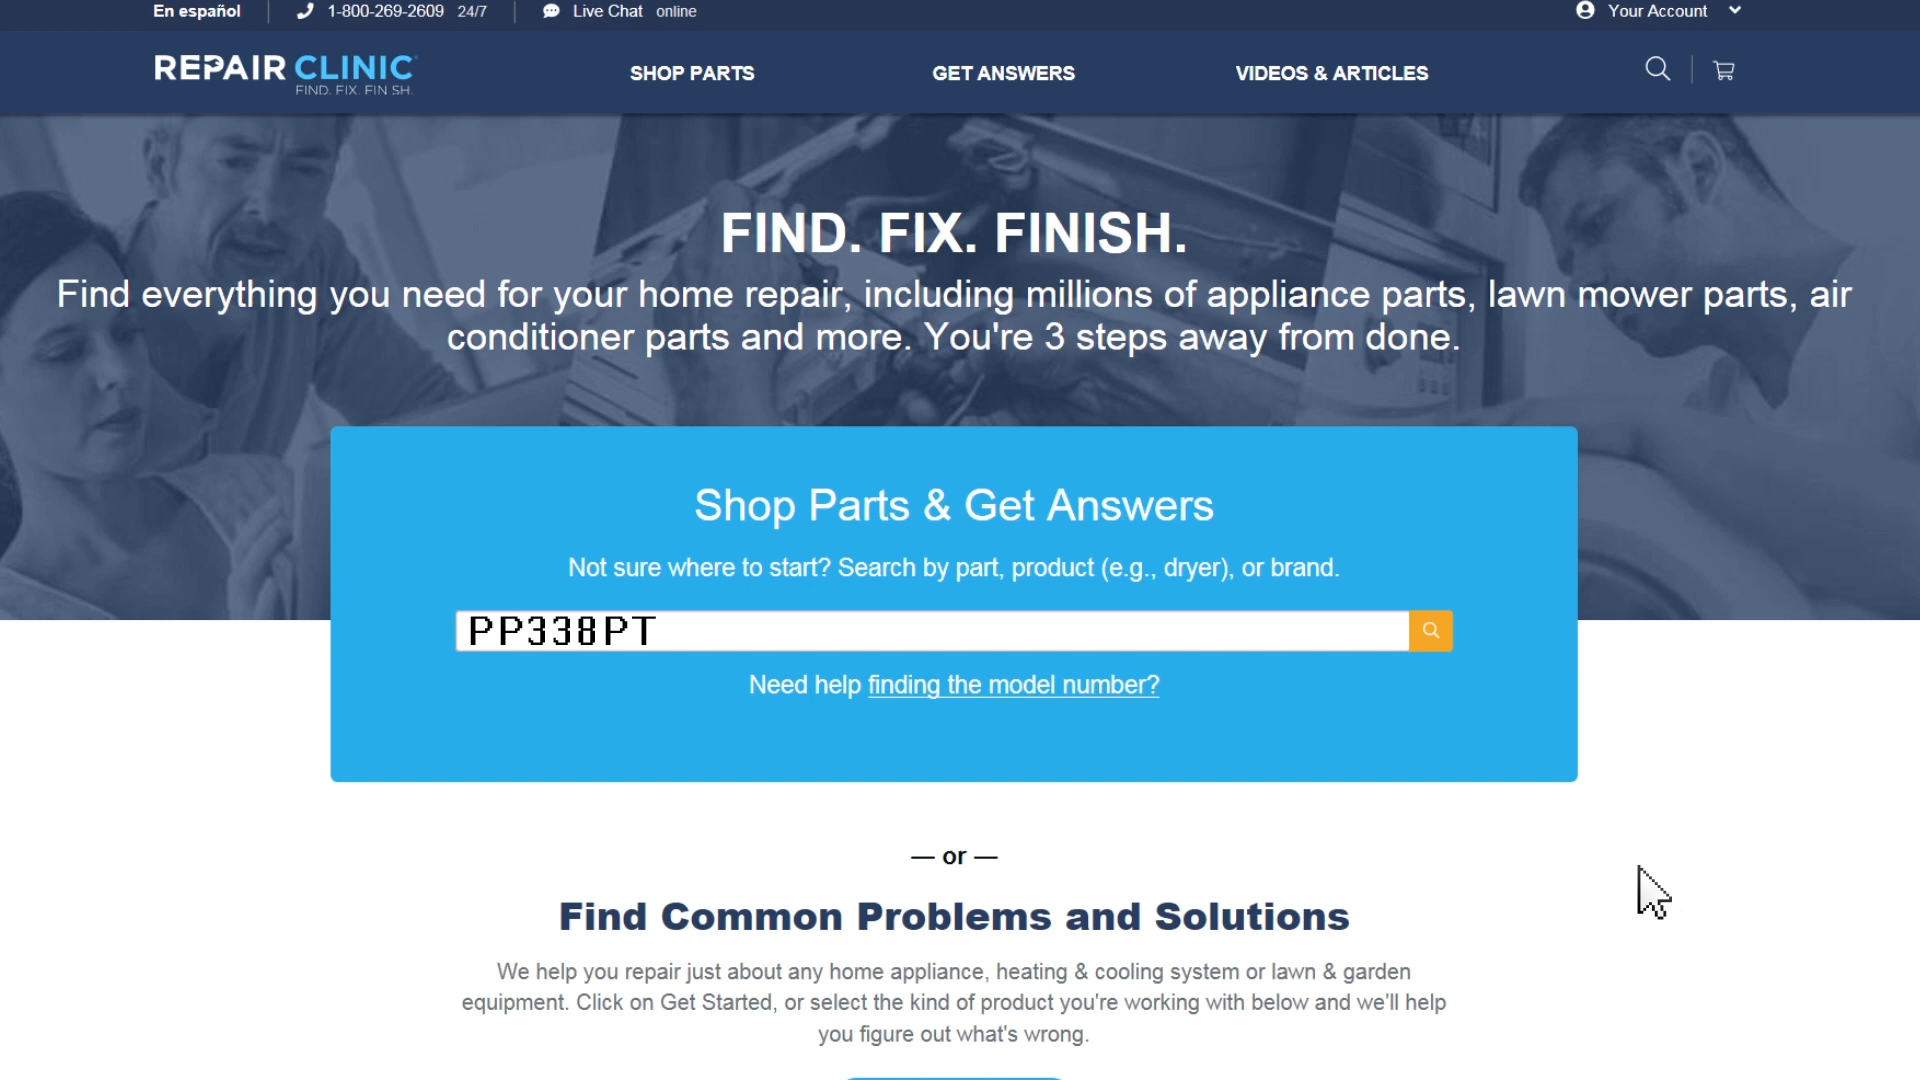 En español
1-800-269-2609 24/7
Live Chat online
Your Account
REPAIR CLINIC
FIND. FIX. FIN SH.
SHOP PARTS
GET ANSWERS
VIDEOS & ARTICLES
FIND. FIX. FINISH.
Find everything you need for your home repair, including millions of appliance parts, lawn mower parts, air
conditioner parts and more. You're 3 steps away from done.
Shop Parts & Get Answers
Not sure where to start? Search by part, product (e.g., dryer), or brand.
PP338PT
Need help finding the model number?
— or —
Find Common Problems and Solutions
We help you repair just about any home appliance, heating & cooling system or lawn & garden
equipment. Click on Get Started, or select the kind of product you're working with below and we'll help
you figure out what's wrong.